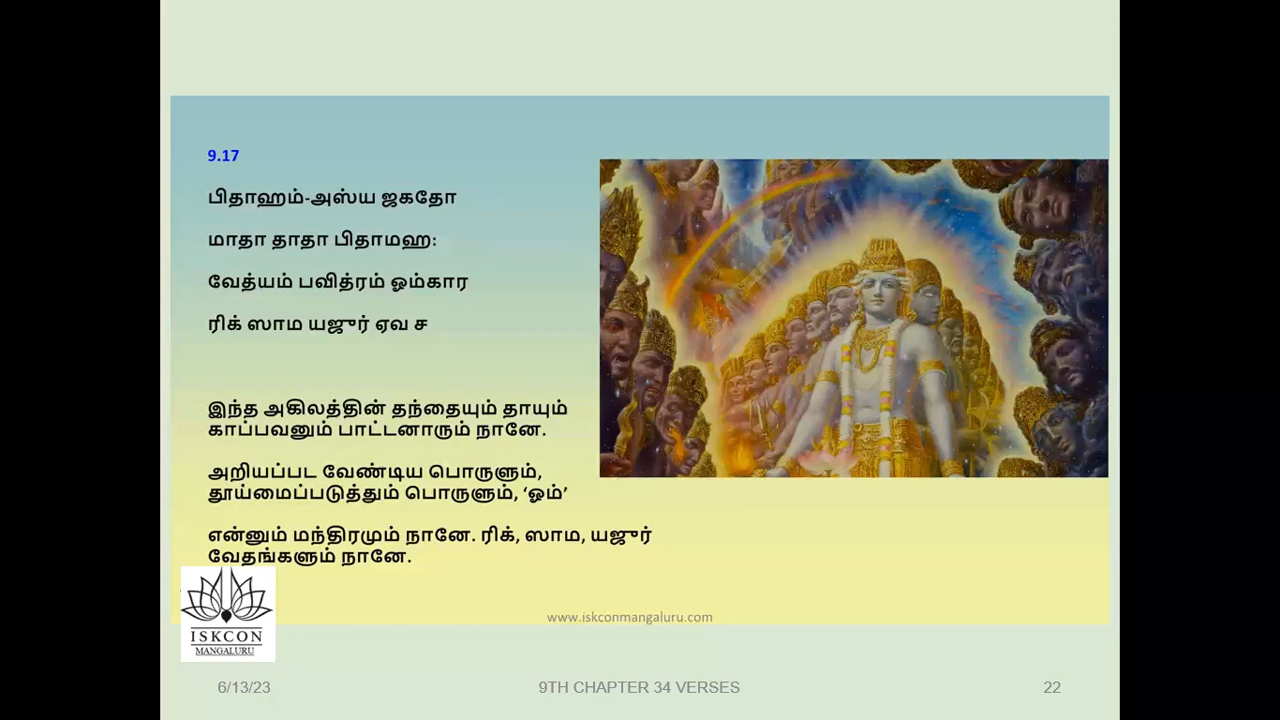 9.17
பிதாஹம்-அஸ்ய ஜகதோ
மாதா தாதா பிதாமஹ:
வேத்யம் பவித்ரம் ஓம்கார
ரிக் ஸாம யஜுர் ஏவ ச
இந்த அகிலத்தின் தந்தையும் தாயும்
காப்பவனும் பாட்டனாரும் நானே.
அறியப்பட வேண்டிய பொருளும்,
தூய்மைப்படுத்தும் பொருளும், ‘ஓம்’
என்னும் மந்திரமும் நானே. ரிக், ஸாம, யஜுர்
வேதங்களும் நானே.
ISKCON
MANGALURU
www.iskconmangaluru.com
6/13/23
9TH CHAPTER 34 VERSES
22